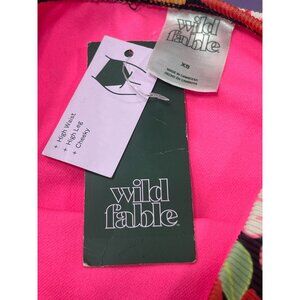 wild
fable
XS
+ High Waist
+ High Leg
+ Cheeky
wild
fable